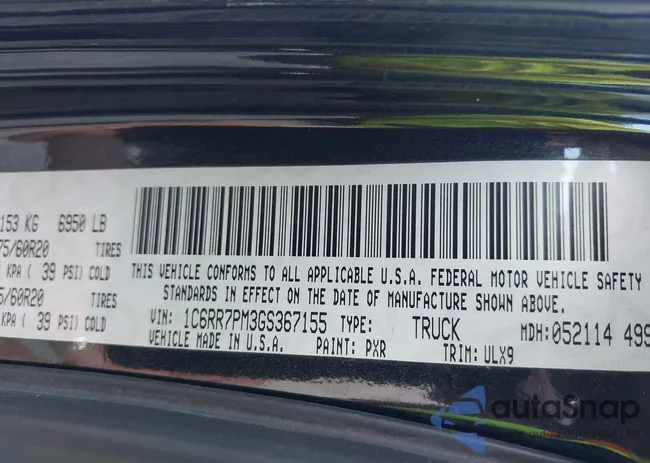 153 KG 6950 LB
75/60R20 TIRES
KPA ( 39 PSI) COLD
5/60R20 TIRES
KPA ( 39 PSI) COLD
THIS VEHICLE CONFORMS TO ALL APPLICABLE U.S.A. FEDERAL MOTOR VEHICLE SAFETY
STANDARDS IN EFFECT ON THE DATE OF MANUFACTURE SHOWN ABOVE.
VIN: 1C6RR7PM3GS367155 TYPE: TRUCK MDH:052114 499
VEHICLE MADE IN U.S.A. PAINT: PXR TRIM: ULX9
autoSnap